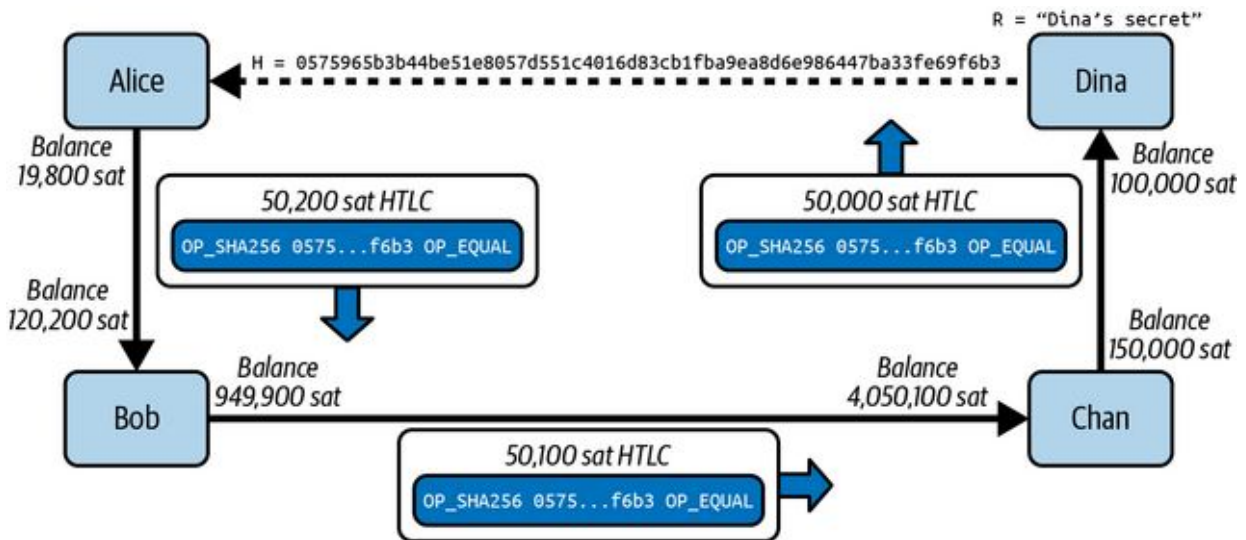 R = “Dina’s secret”
H = 0575965b3b44be51e8057d551c4016d83cb1fba9ea8d6e986447ba33fe69f6b3
Alice
Dina
Balance
19,800 sat
Balance
100,000 sat
50,200 sat HTLC
OP_SHA256 0575...f6b3 OP_EQUAL
50,000 sat HTLC
OP_SHA256 0575...f6b3 OP_EQUAL
Balance
120,200 sat
Balance
150,000 sat
Bob
Balance
949,900 sat
Balance
4,050,100 sat
Chan
50,100 sat HTLC
OP_SHA256 0575...f6b3 OP_EQUAL